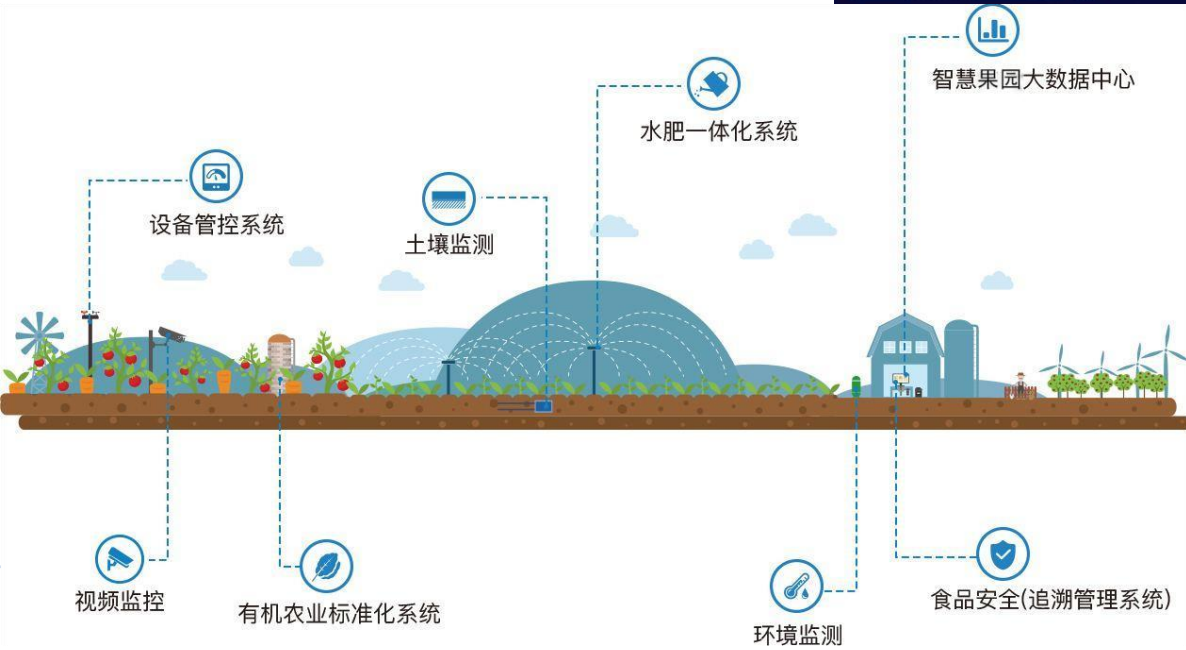 智慧果园大数据中心
水肥一体化系统
设备管控系统
土壤监测
视频监控
有机农业标准化系统
环境监测
食品安全(追溯管理系统)